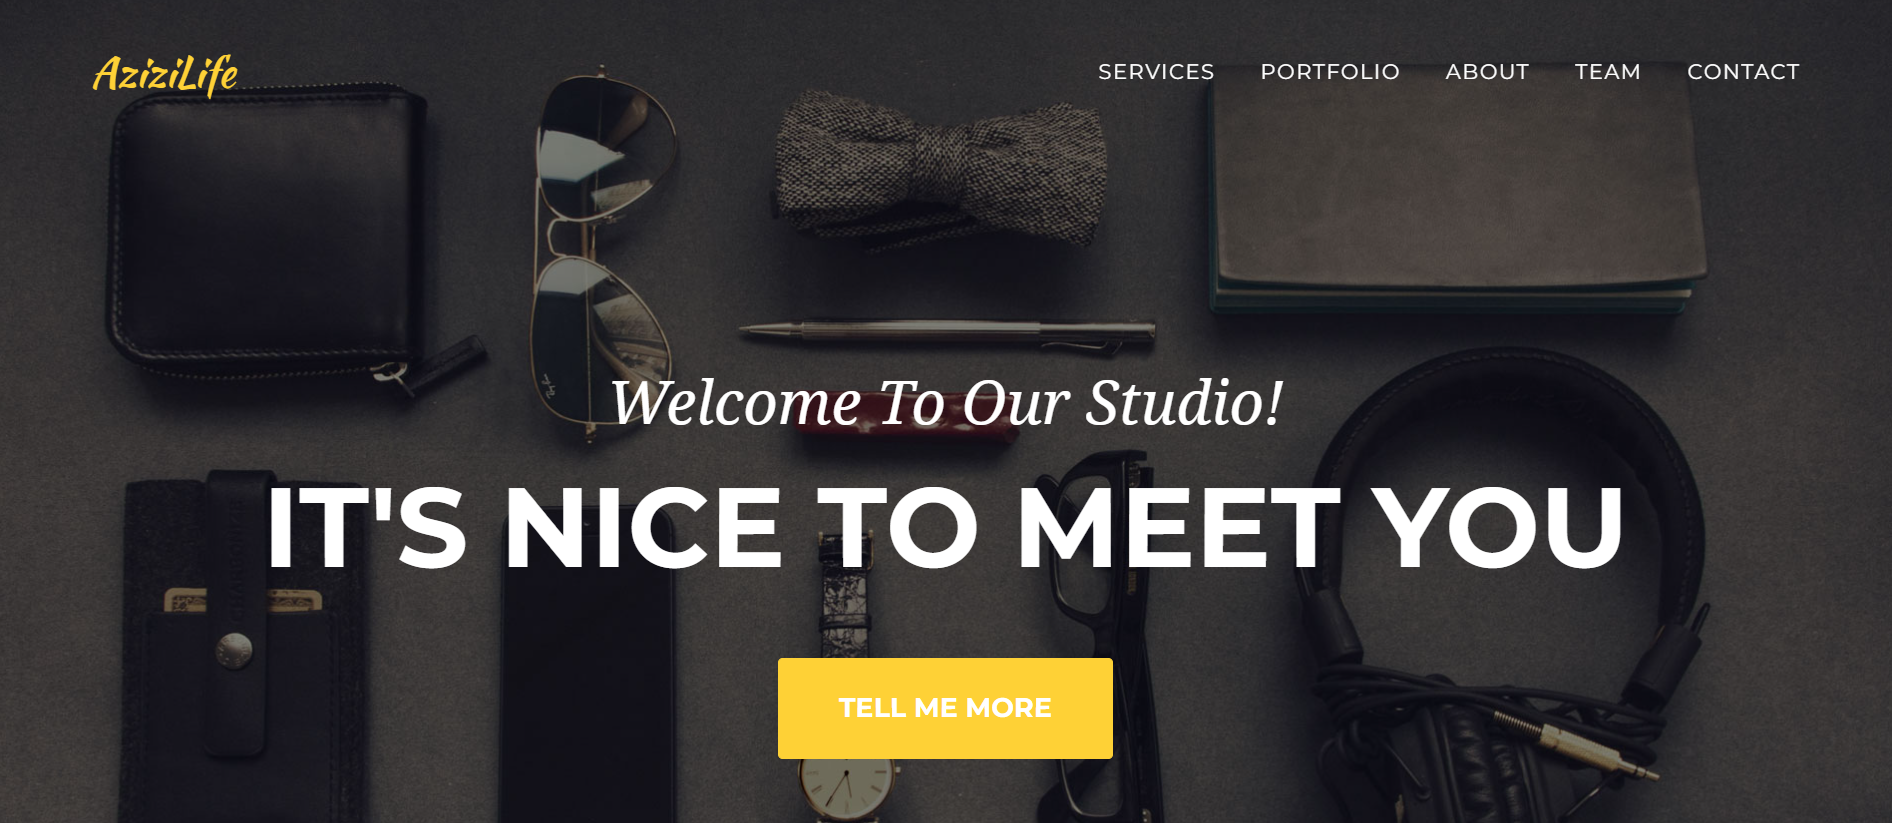 AziziLife
SERVICES PORTFOLIO ABOUT TEAM CONTACT
Welcome To Our Studio!
IT'S NICE TO MEET YOU
TELL ME MORE